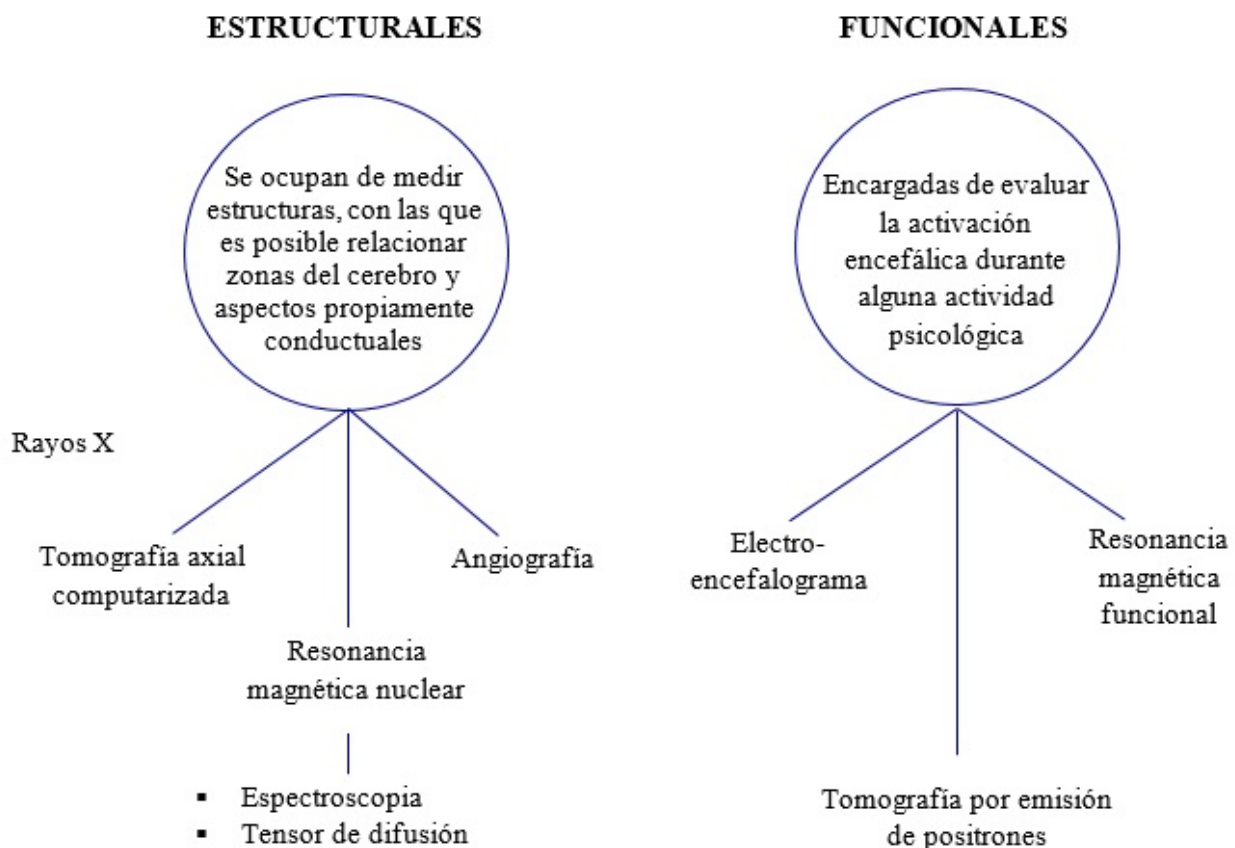 ESTRUCTURALES
Se ocupan de medir
estructuras, con las que
es posible relacionar
zonas del cerebro y
aspectos propiamente
conductuales
Rayos X
Tomografía axial
computarizada
Angiografía
Resonancia
magnética nuclear
▪ Espectroscopia
▪ Tensor de difusión
FUNCIONALES
Encargadas de evaluar
la activación
encefálica durante
alguna actividad
psicológica
Electro-
encefalograma
Resonancia
magnética
funcional
Tomografía por emisión
de positrones